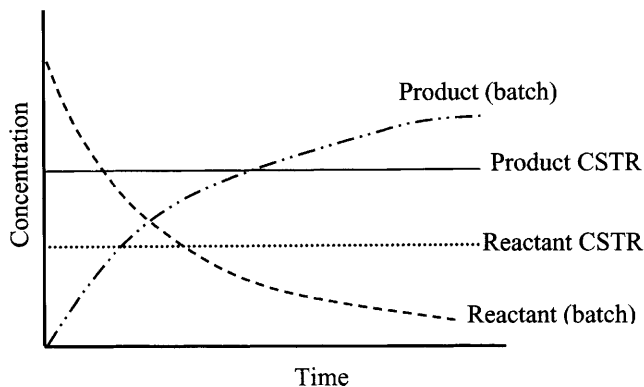 Concentration
Product (batch)
Product CSTR
Reactant CSTR
Reactant (batch)
Time